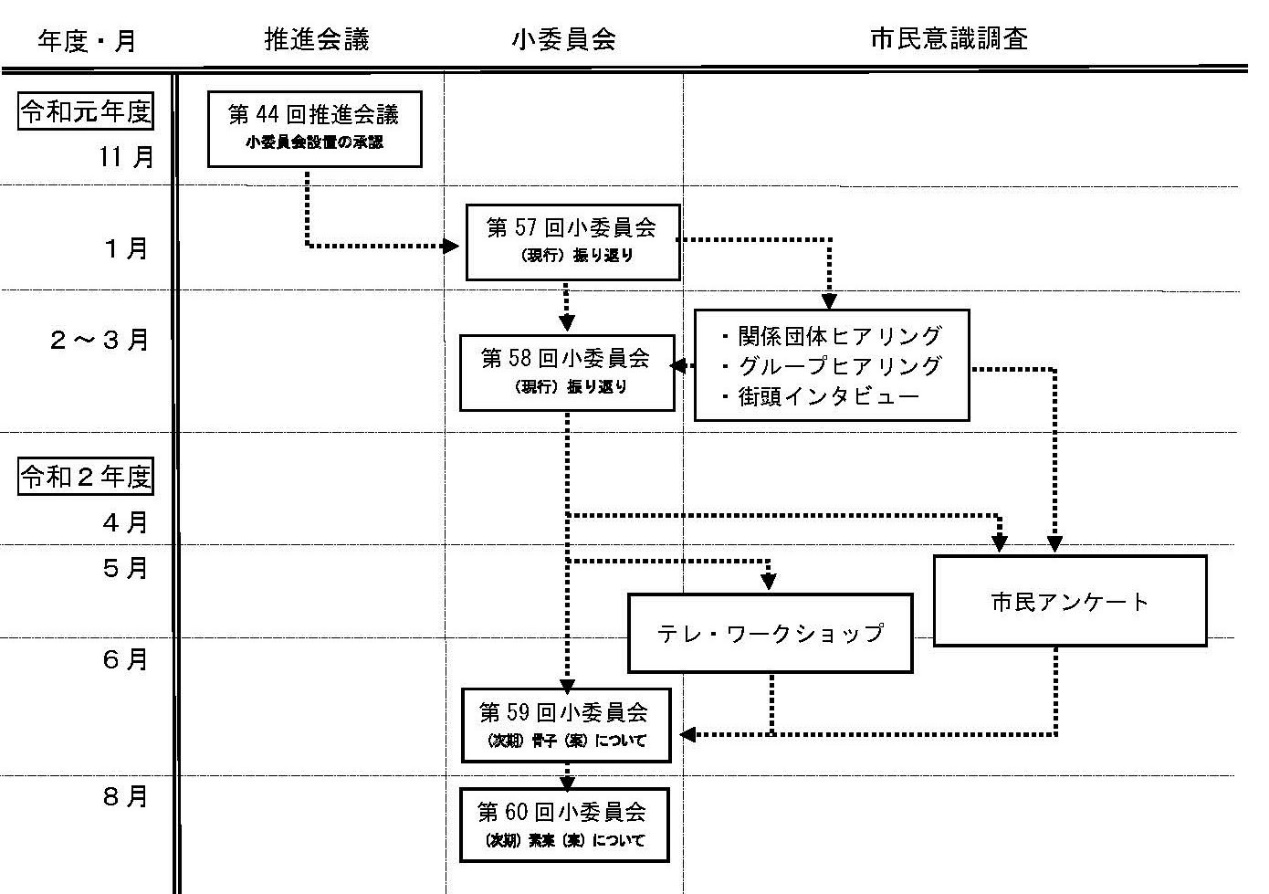 年度・月
推進会議
小委員会
市民意識調査
令和元年度
11月
第44回推進会議
小委員会設置の承認
1月
第57回小委員会
（現行）振り返り
2～3月
第58回小委員会
（現行）振り返り
・関係団体ヒアリング
・グループヒアリング
・街頭インタビュー
令和2年度
4月
5月
市民アンケート
テレ・ワークショップ
6月
第59回小委員会
（次期）骨子（案）について
8月
第60回小委員会
（次期）素案（案）について